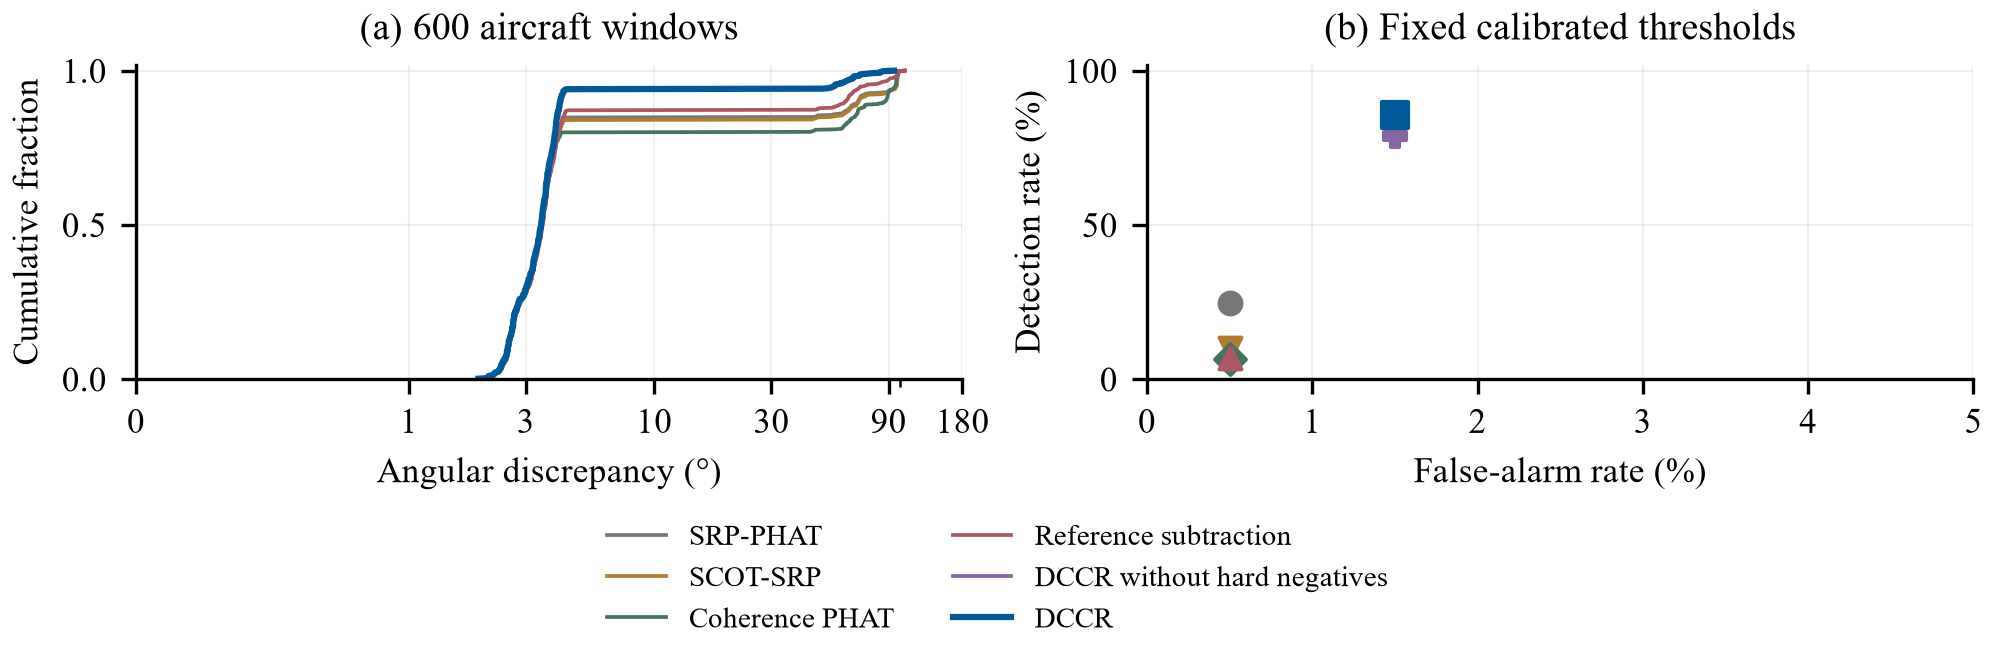 (a) 600 aircraft windows
Cumulative fraction
1.0
0.5
0.0
0 1 3 10 30 90 180
Angular discrepancy (°)
(b) Fixed calibrated thresholds
Detection rate (%)
100
50
0
0 1 2 3 4 5
False-alarm rate (%)
SRP-PHAT
SCOT-SRP
Coherence PHAT
Reference subtraction
DCCR without hard negatives
DCCR